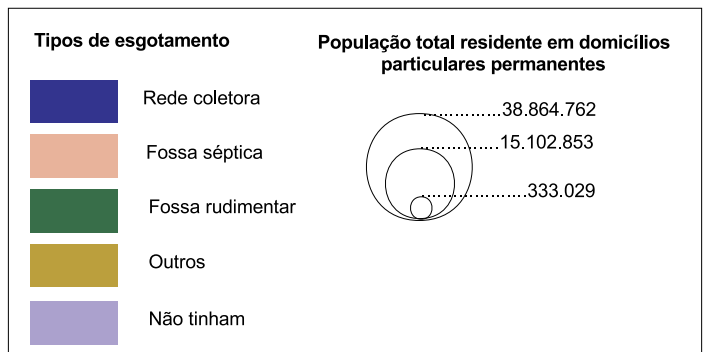 Tipos de esgotamento
Rede coletora
Fossa séptica
Fossa rudimentar
Outros
Não tinham
População total residente em domicílios
particulares permanentes
38.864.762
15.102.853
333.029